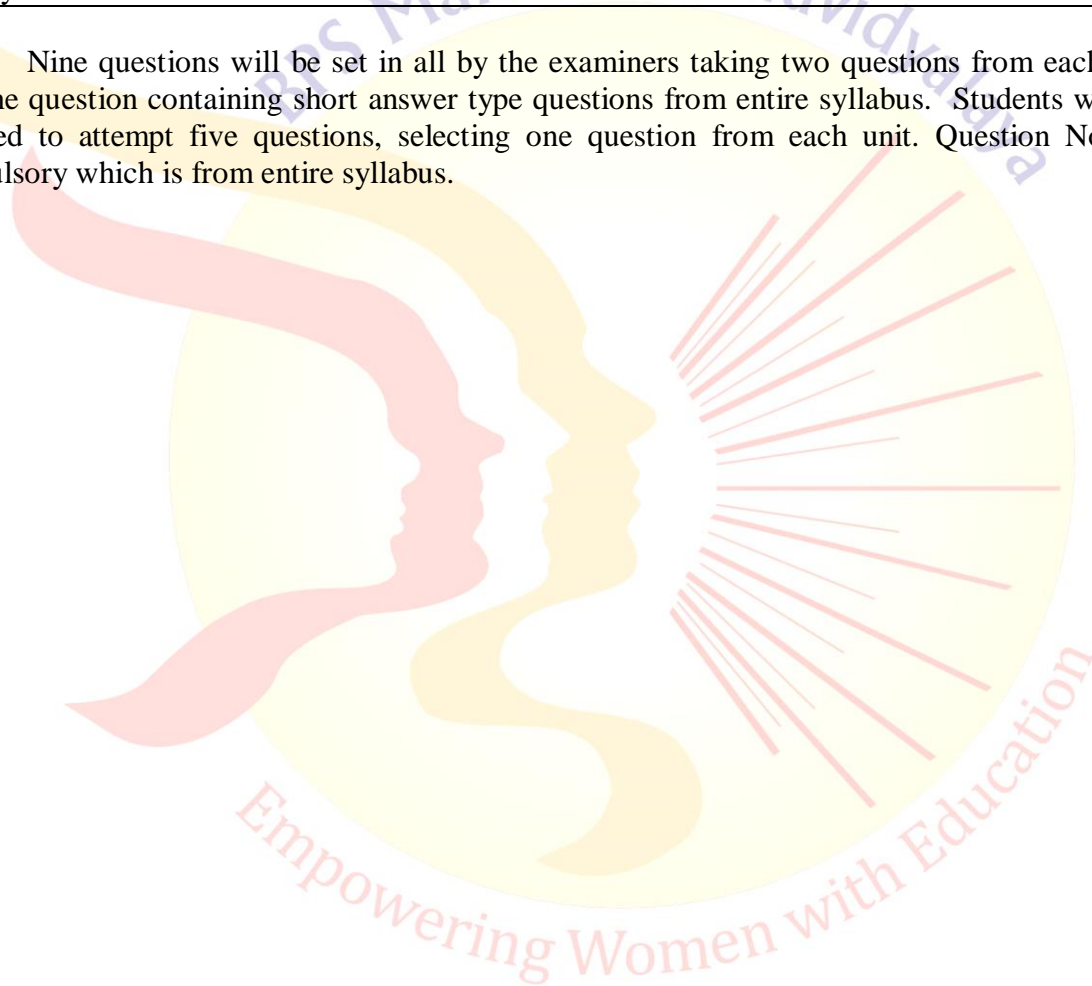 Nine questions will be set in all by the examiners taking two questions from each
ne question containing short answer type questions from entire syllabus. Students w
ed to attempt five questions, selecting one question from each unit. Question No
ulsory which is from entire syllabus.
BPS Ma
vidyalaya
Empowering Women with Education